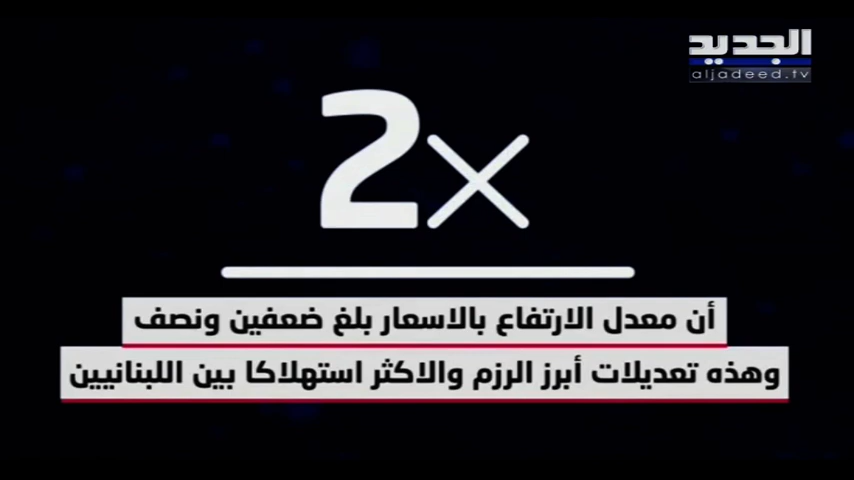 الجديد
aljadeed.tv
2x
أن معدل الارتفاع بالاسعار بلغ ضعفين ونصف
وهذه تعديلات أبرز الرزم والاكثر استهلاكا بين اللبنانيين